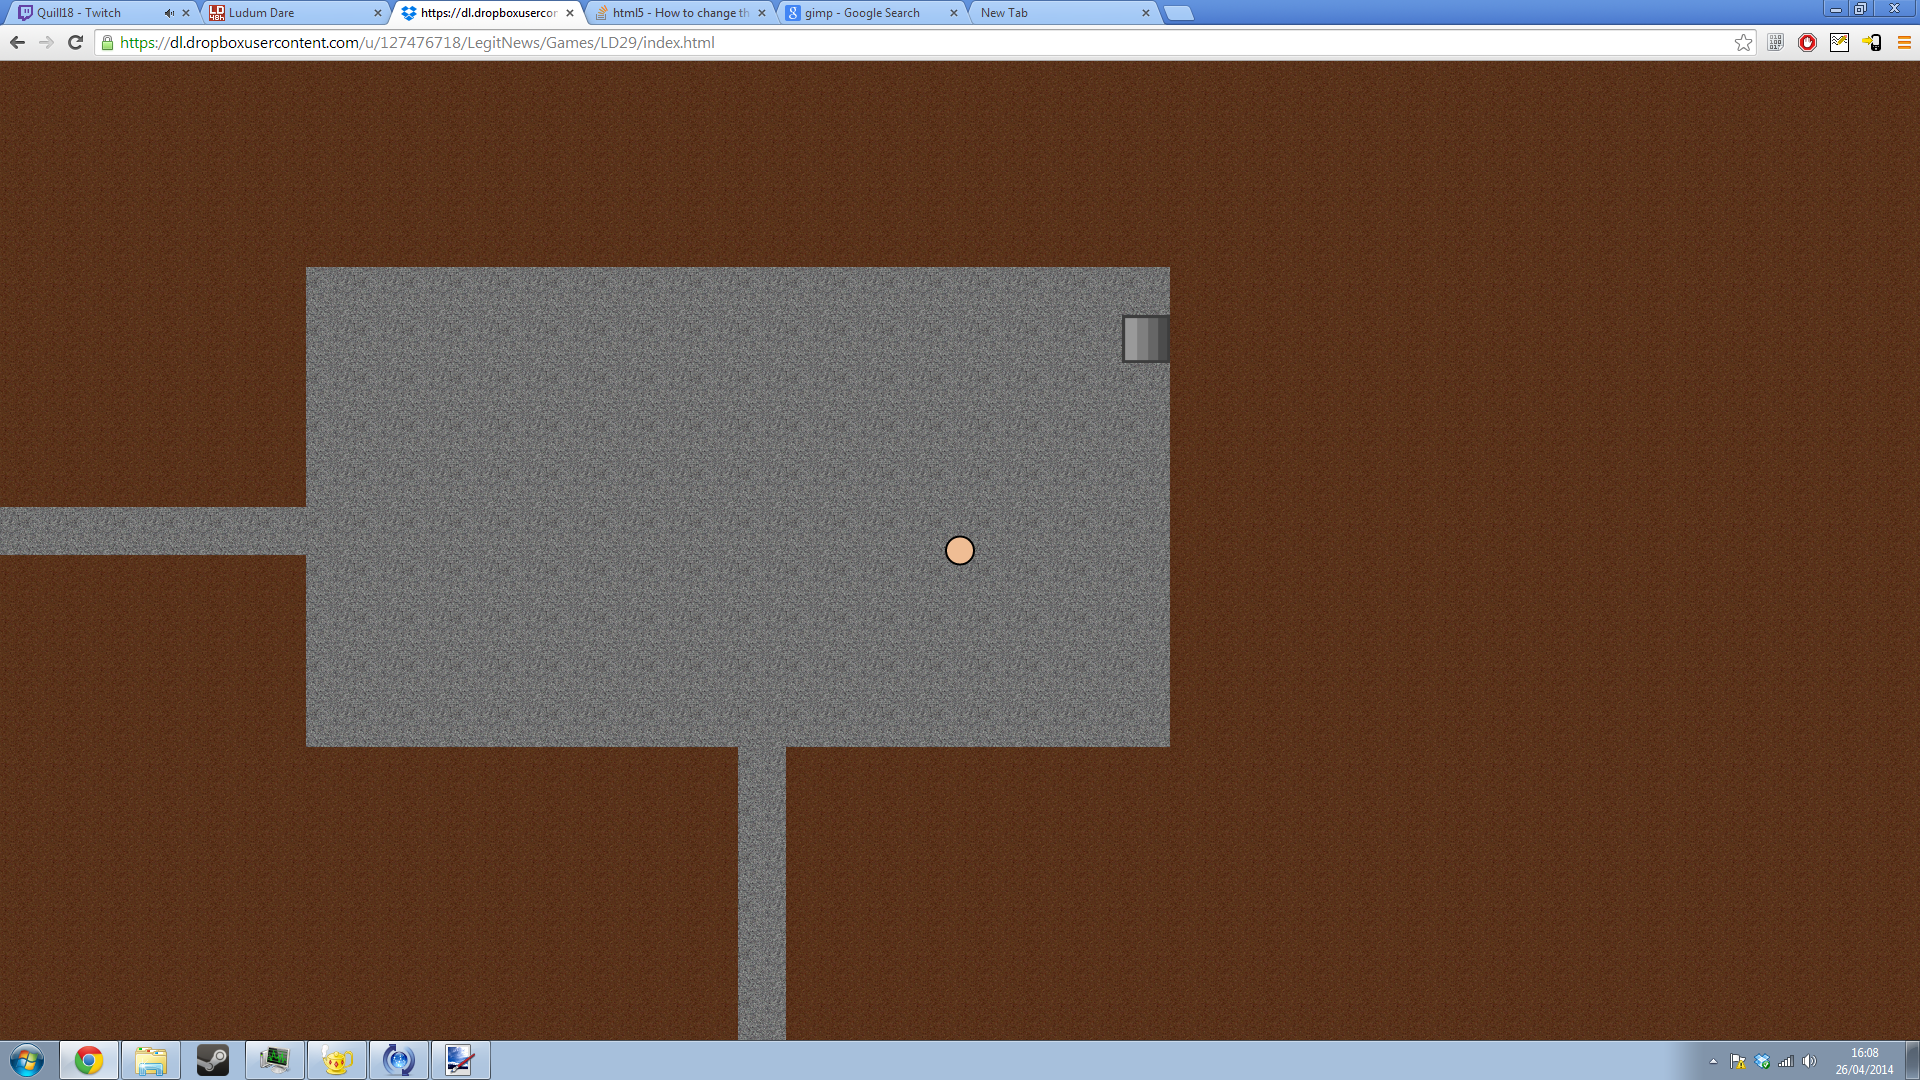 Quill18 - Twitch
Ludum Dare
https://dl.dropboxusercor
html5 - How to change th
gimp - Google Search
New Tab
https://dl.dropboxusercontent.com/u/127476718/LegitNews/Games/LD29/index.html
16:08
26/04/2014